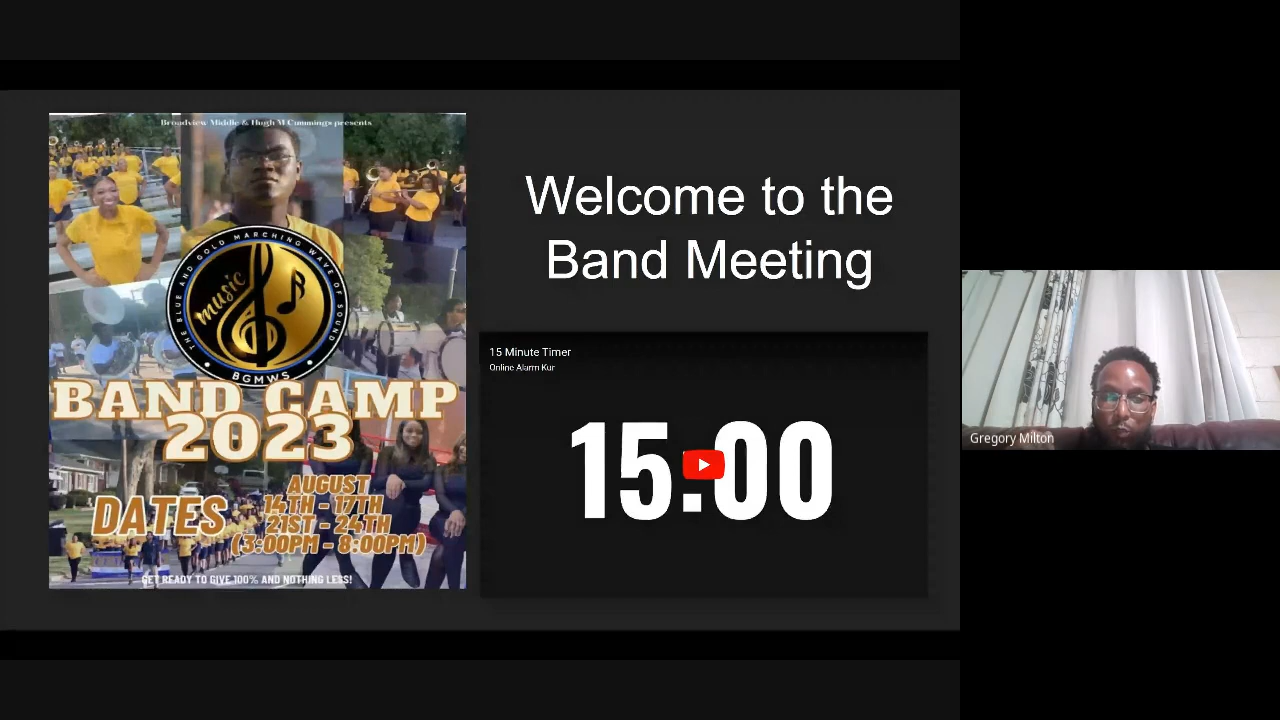 Broadview Middle & Hugh M Cummings presents
THE BLUE AND GOLD MARCHING WAVE OF SOUND
music
BGMWS
BAND CAMP
2023
DATES
AUGUST
14TH - 17TH
21ST - 24TH
(3:00PM - 8:00PM)
GET READY TO GIVE 100% AND NOTHING LESS!
Welcome to the
Band Meeting
15 Minute Timer
Online Alarm Kur
15:00
Gregory Milton